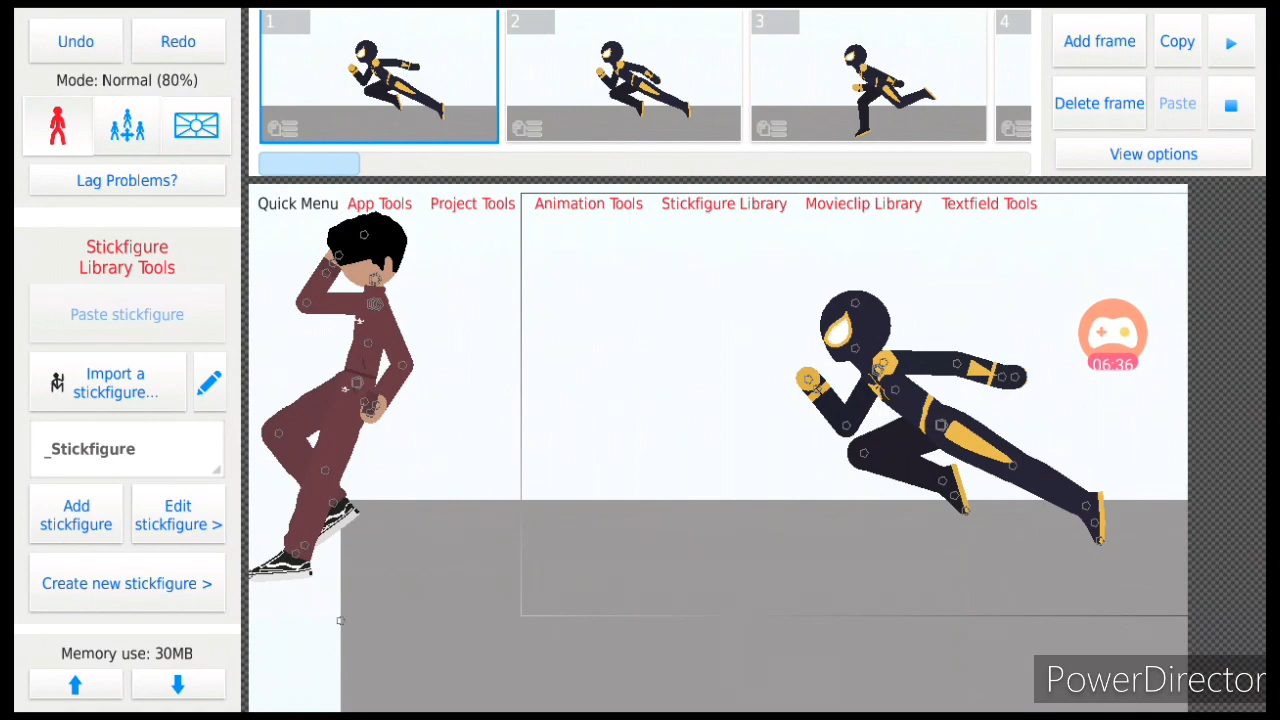 Undo
Redo
Mode: Normal (80%)
Lag Problems?
Stickfigure
Library Tools
Paste stickfigure
Import a
stickfigure...
_Stickfigure
Add
stickfigure
Edit
stickfigure >
Create new stickfigure >
Memory use: 30MB
1
2
3
4
Add frame
Copy
Delete frame
Paste
View options
Quick Menu
App Tools
Project Tools
Animation Tools
Stickfigure Library
Movieclip Library
Textfield Tools
06:36
PowerDirector